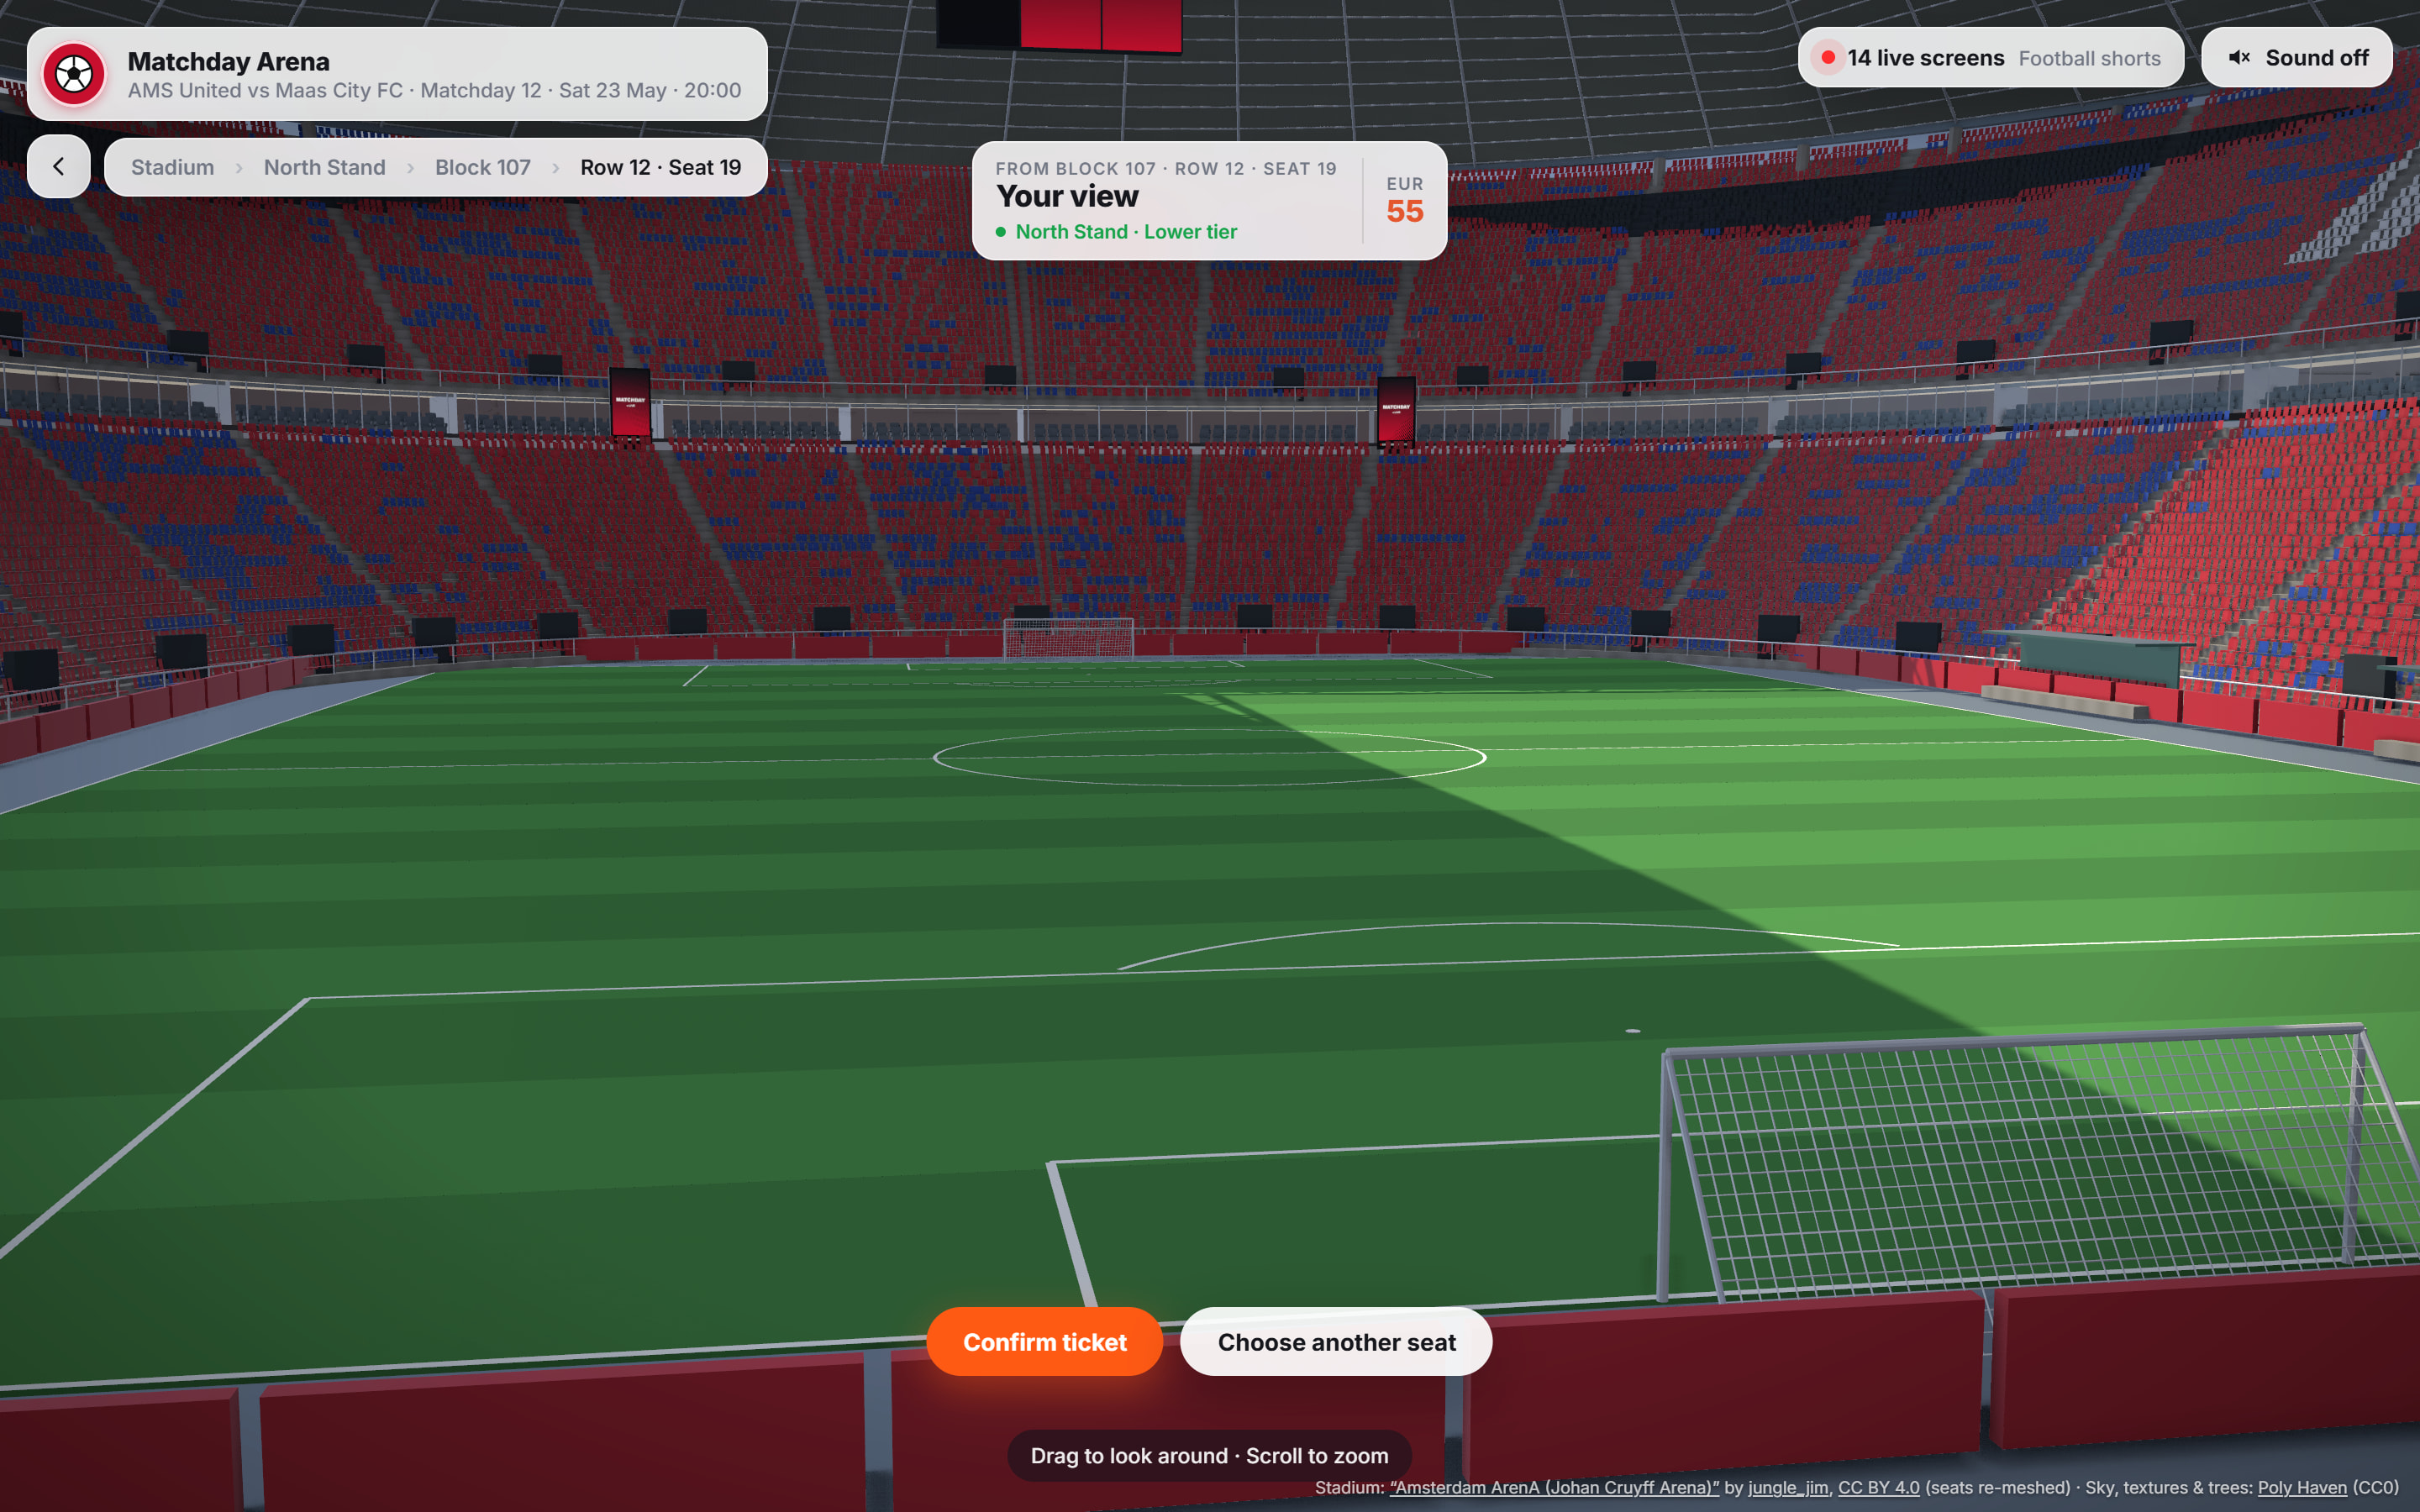 Matchday Arena
AMS United vs Maas City FC · Matchday 12 · Sat 23 May · 20:00
14 live screens Football shorts
Sound off
Stadium › North Stand › Block 107 › Row 12 · Seat 19
FROM BLOCK 107 · ROW 12 · SEAT 19
Your view
North Stand · Lower tier
EUR
55
MATCHDAY
MATCHDAY
Confirm ticket
Choose another seat
Drag to look around · Scroll to zoom
Stadium: “Amsterdam ArenA (Johan Cruyff Arena)” by jungle_jim, CC BY 4.0 (seats re-meshed) · Sky, textures & trees: Poly Haven (CC0)